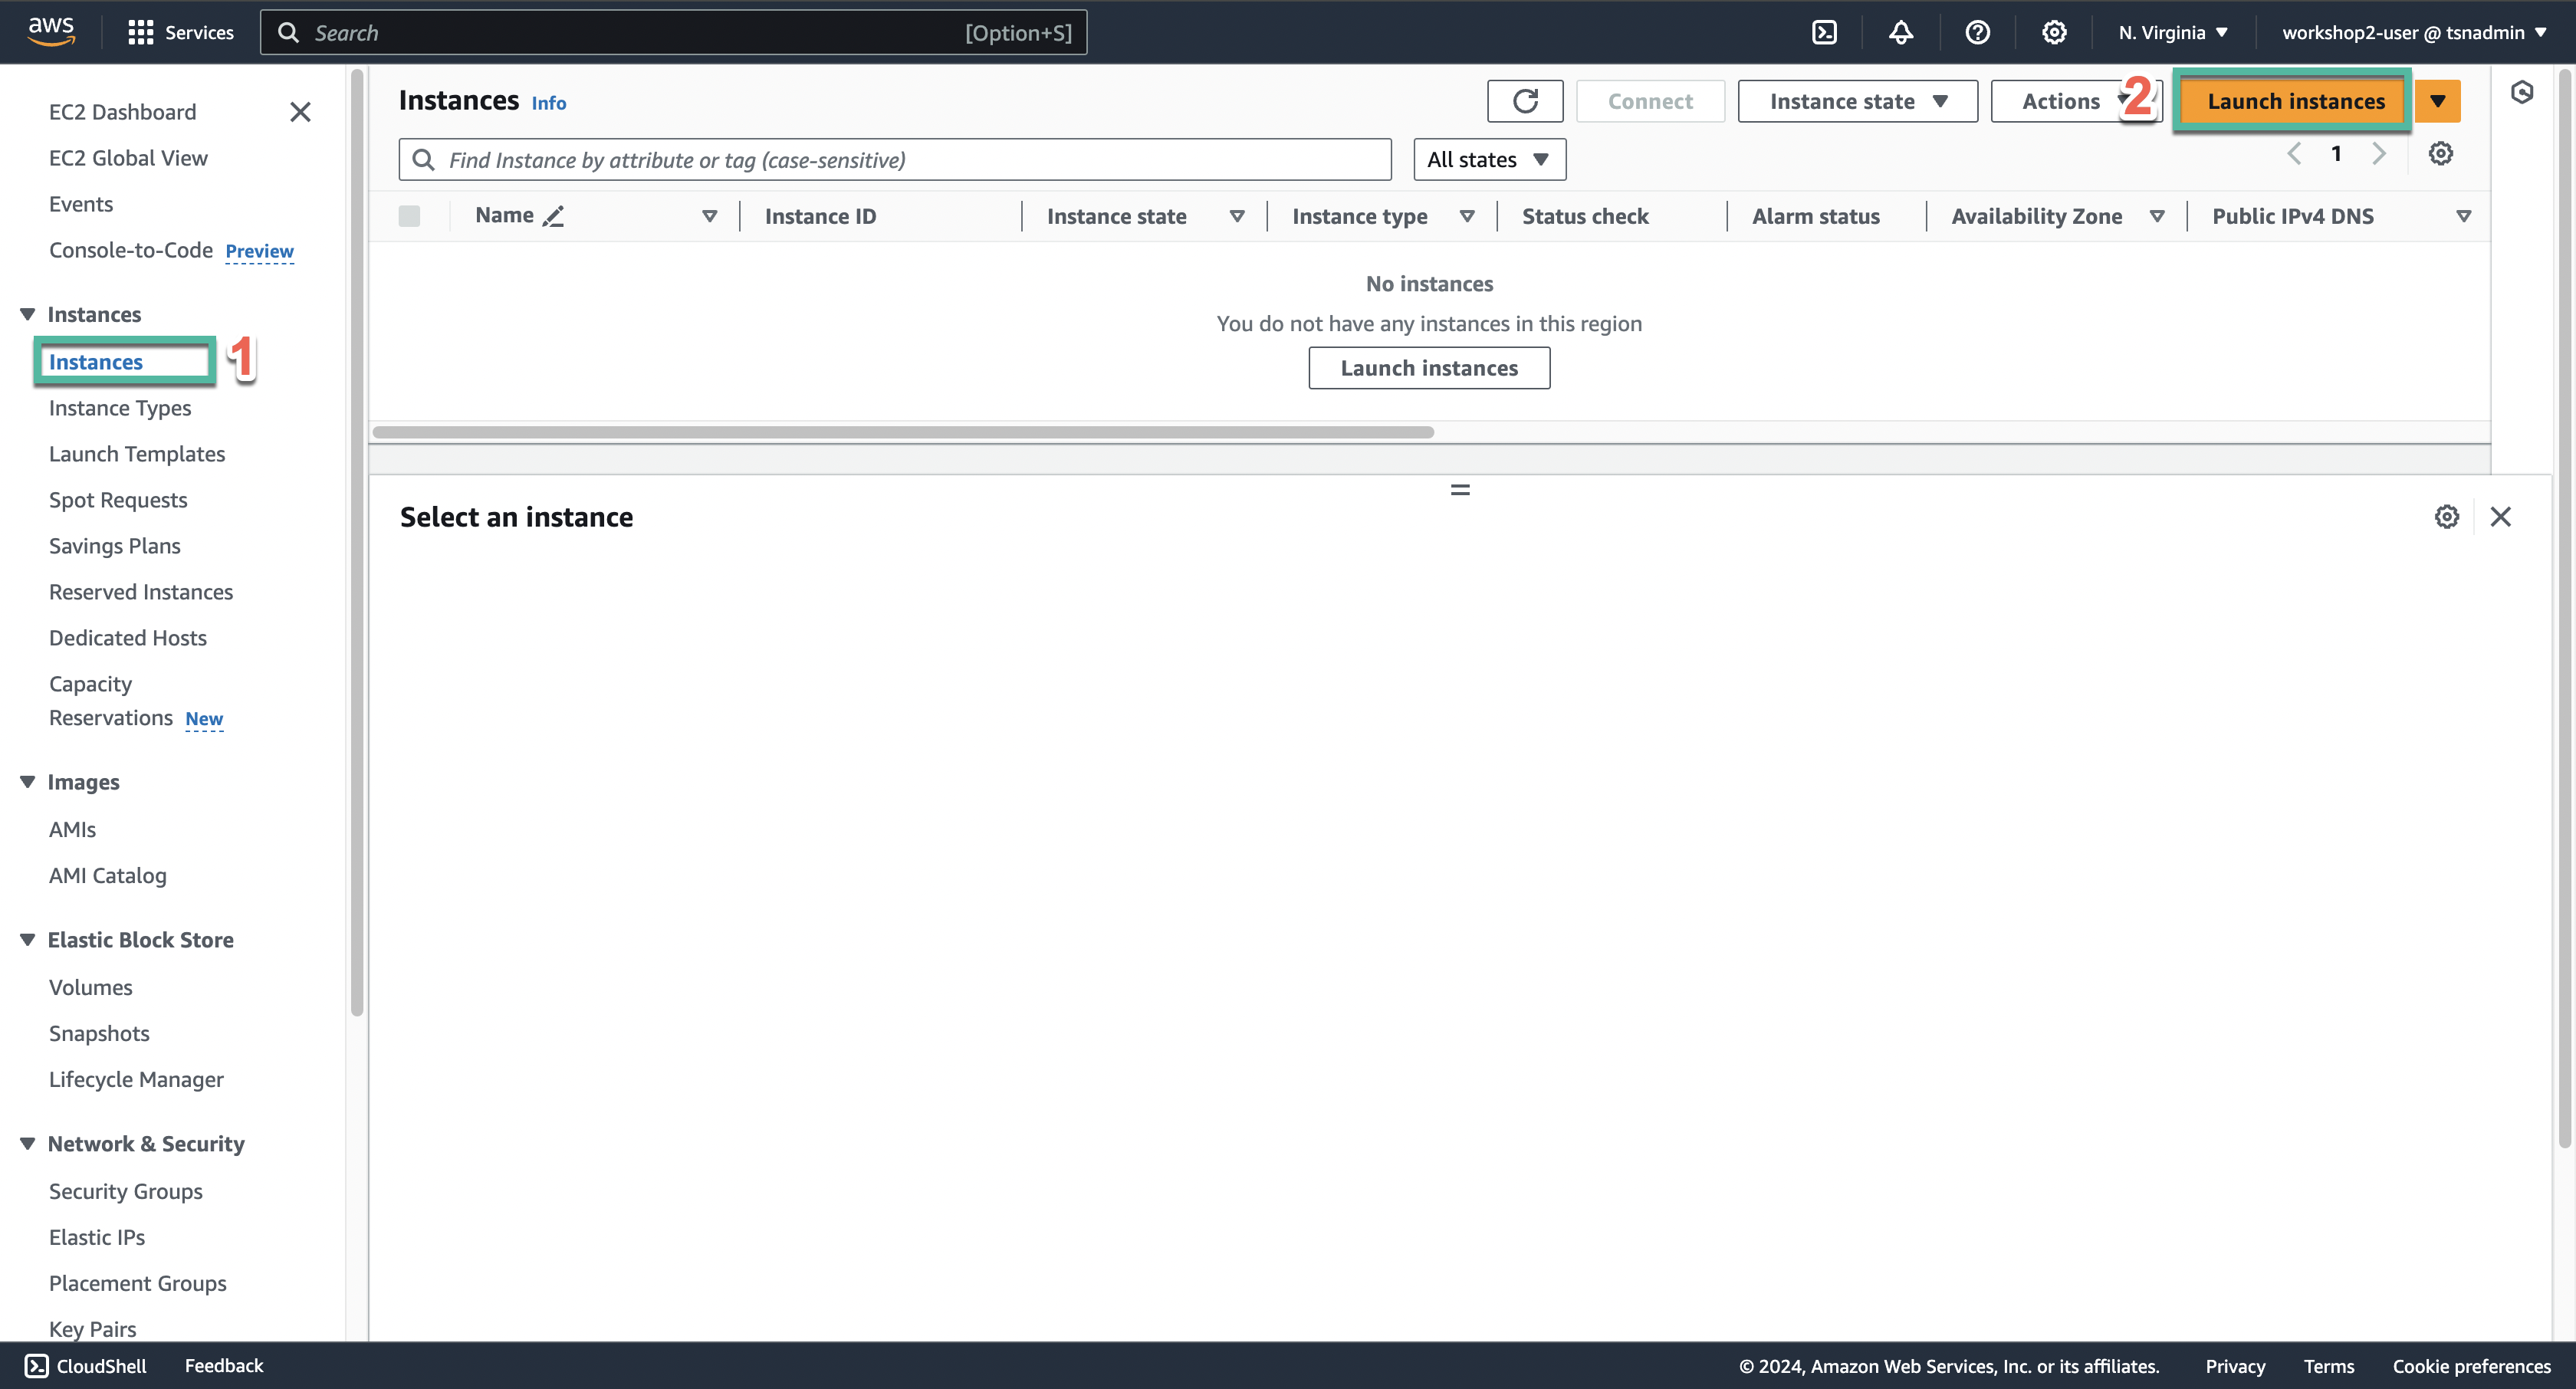 aws
Services
Search
[Option+S]
N. Virginia
workshop2-user @ tsnadmin
EC2 Dashboard
EC2 Global View
Events
Console-to-Code Preview
Instances
Instances
1
Instance Types
Launch Templates
Spot Requests
Savings Plans
Reserved Instances
Dedicated Hosts
Capacity
Reservations New
Images
AMIs
AMI Catalog
Elastic Block Store
Volumes
Snapshots
Lifecycle Manager
Network & Security
Security Groups
Elastic IPs
Placement Groups
Key Pairs
Instances Info
Connect
Instance state
Actions
2
Launch instances
Find Instance by attribute or tag (case-sensitive)
All states
1
Name
Instance ID
Instance state
Instance type
Status check
Alarm status
Availability Zone
Public IPv4 DNS
No instances
You do not have any instances in this region
Launch instances
Select an instance
CloudShell
Feedback
© 2024, Amazon Web Services, Inc. or its affiliates.
Privacy
Terms
Cookie preferences